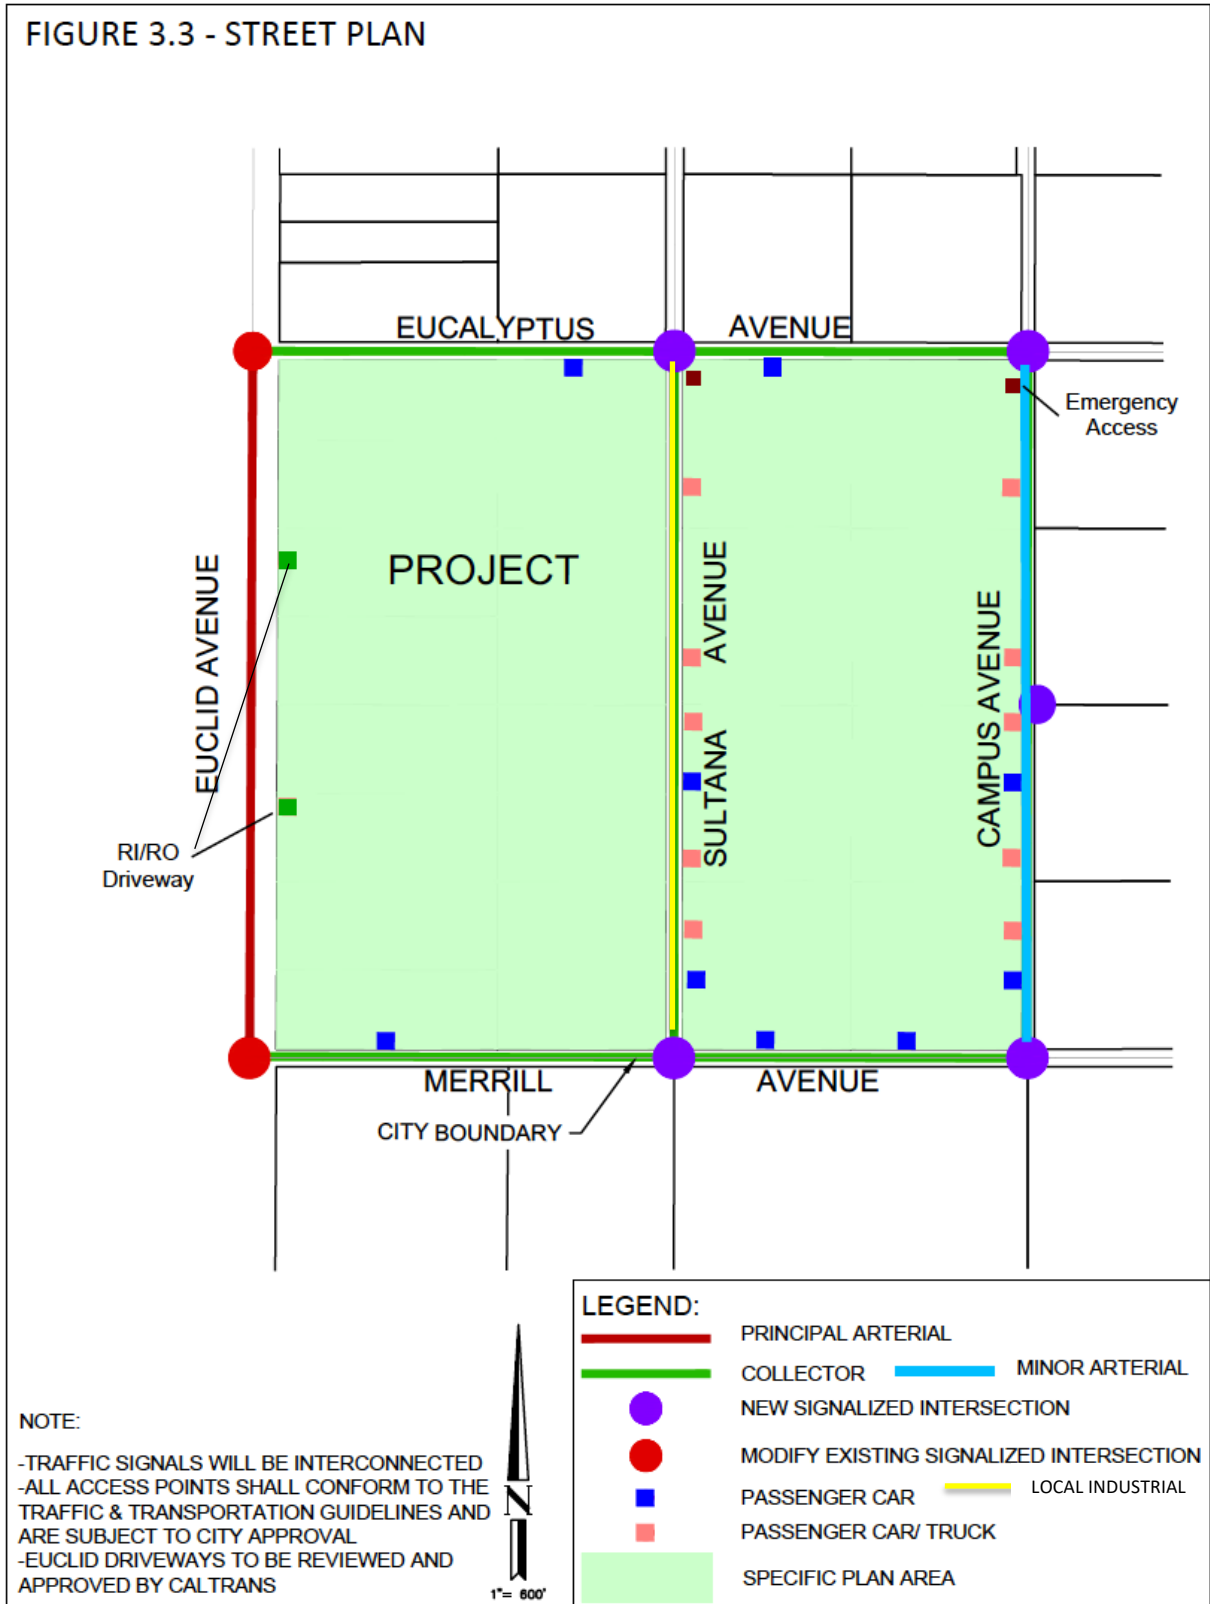 FIGURE 3.3 - STREET PLAN
EUCALYPTUS AVENUE
Emergency
Access
PROJECT
EUCLID AVENUE
SULTANA AVENUE
CAMPUS AVENUE
RI/RO
Driveway
MERRILL AVENUE
CITY BOUNDARY
LEGEND:
PRINCIPAL ARTERIAL
COLLECTOR MINOR ARTERIAL
NEW SIGNALIZED INTERSECTION
MODIFY EXISTING SIGNALIZED INTERSECTION
PASSENGER CAR LOCAL INDUSTRIAL
PASSENGER CAR/ TRUCK
SPECIFIC PLAN AREA
NOTE:
-TRAFFIC SIGNALS WILL BE INTERCONNECTED
-ALL ACCESS POINTS SHALL CONFORM TO THE
TRAFFIC & TRANSPORTATION GUIDELINES AND
ARE SUBJECT TO CITY APPROVAL
-EUCLID DRIVEWAYS TO BE REVIEWED AND
APPROVED BY CALTRANS
N
1"= 600'